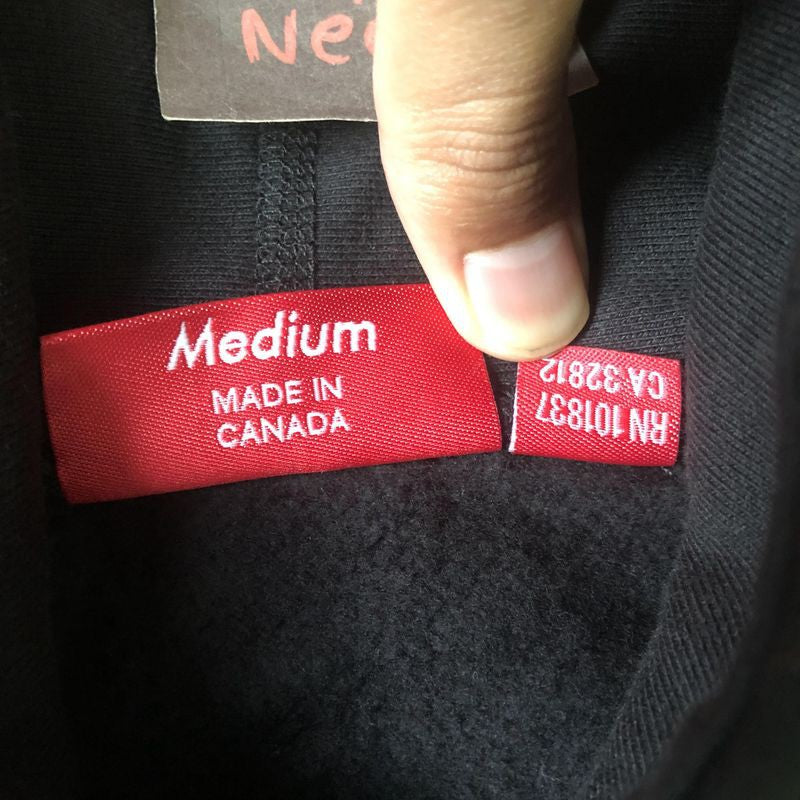 Medium
MADE IN
CANADA
RN 101837
CA 32812